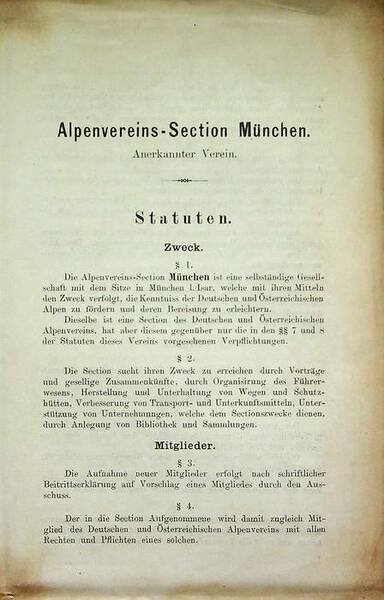 Alpenvereins-Section München.
Anerkannter Verein.
Statuten.
Zweck.
§ 1.
Die Alpenvereins-Section München ist eine selbständige Gesell-
schaft mit dem Sitze in München l./Isar, welche mit ihren Mitteln
den Zweck verfolgt, die Kenntniss der Deutschen und Österreichischen
Alpen zu fördern und deren Bereisung zu erleichtern.
Dieselbe ist eine Section des Deutschen und Österreichischen
Alpenvereins, hat aber diesem gegenüber nur die in den §§ 7 und 8
der Statuten dieses Vereins vorgesehenen Verpflichtungen.
§ 2.
Die Section sucht ihren Zweck zu erreichen durch Vorträge
und gesellige Zusammenkünfte, durch Organisirung des Führer-
wesens, Herstellung und Unterhaltung von Wegen und Schutz-
hütten, Verbesserung von Transport- und Unterkunftsmitteln, Unter-
stützung von Unternehmungen, welche dem Sectionszwecke dienen,
durch Anlegung von Bibliothek und Sammlungen.
Mitglieder.
§ 3.
Die Aufnahme neuer Mitglieder erfolgt nach schriftlicher
Beitrittserklärung auf Vorschlag eines Mitgliedes durch den Aus-
schuss.
§ 4.
Der in die Section Aufgenommene wird damit zugleich Mit-
glied des Deutschen und Österreichischen Alpenvereins mit allen
Rechten und Pflichten eines solchen.